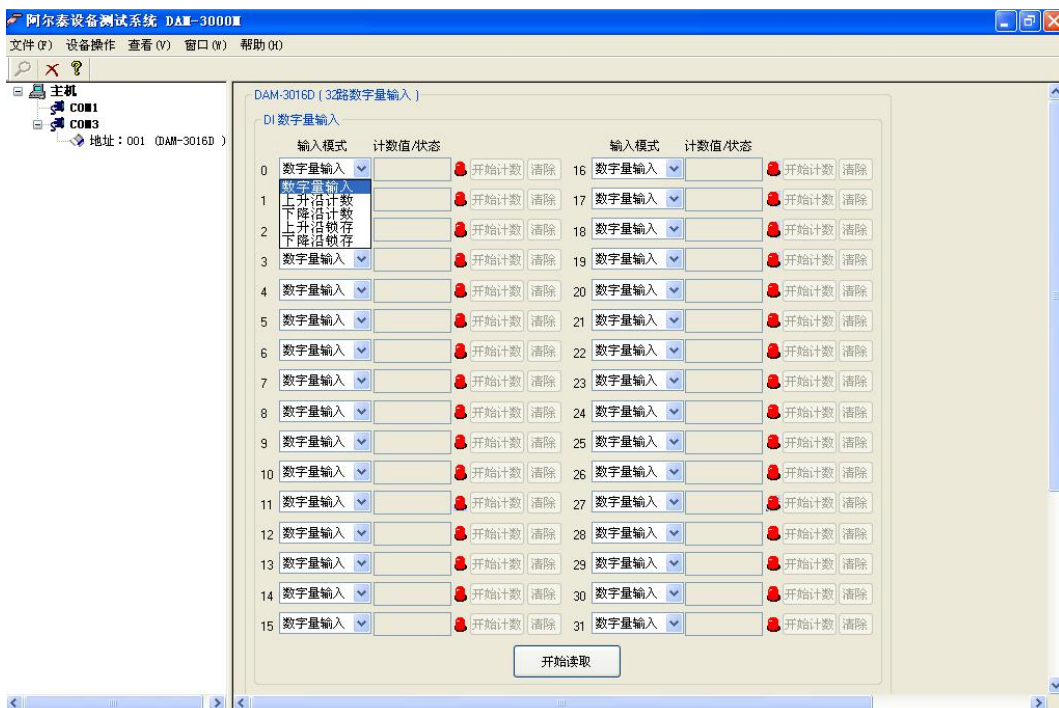 阿尔泰设备测试系统 DAM-3000M
文件(F) 设备操作 查看(V) 窗口(W) 帮助(H)
主机
COM1
COM3
地址:001 (DAM-3016D )
DAM-3016D ( 32路数字量输入 )
DI 数字量输入
输入模式 计数值/状态 输入模式 计数值/状态
0 数字量输入 开始计数 清除 16 数字量输入 开始计数 清除
数字量输入
上升沿计数
下降沿计数
上升沿锁存
下降沿锁存
1 开始计数 清除 17 数字量输入 开始计数 清除
2 开始计数 清除 18 数字量输入 开始计数 清除
3 数字量输入 开始计数 清除 19 数字量输入 开始计数 清除
4 数字量输入 开始计数 清除 20 数字量输入 开始计数 清除
5 数字量输入 开始计数 清除 21 数字量输入 开始计数 清除
6 数字量输入 开始计数 清除 22 数字量输入 开始计数 清除
7 数字量输入 开始计数 清除 23 数字量输入 开始计数 清除
8 数字量输入 开始计数 清除 24 数字量输入 开始计数 清除
9 数字量输入 开始计数 清除 25 数字量输入 开始计数 清除
10 数字量输入 开始计数 清除 26 数字量输入 开始计数 清除
11 数字量输入 开始计数 清除 27 数字量输入 开始计数 清除
12 数字量输入 开始计数 清除 28 数字量输入 开始计数 清除
13 数字量输入 开始计数 清除 29 数字量输入 开始计数 清除
14 数字量输入 开始计数 清除 30 数字量输入 开始计数 清除
15 数字量输入 开始计数 清除 31 数字量输入 开始计数 清除
开始读取